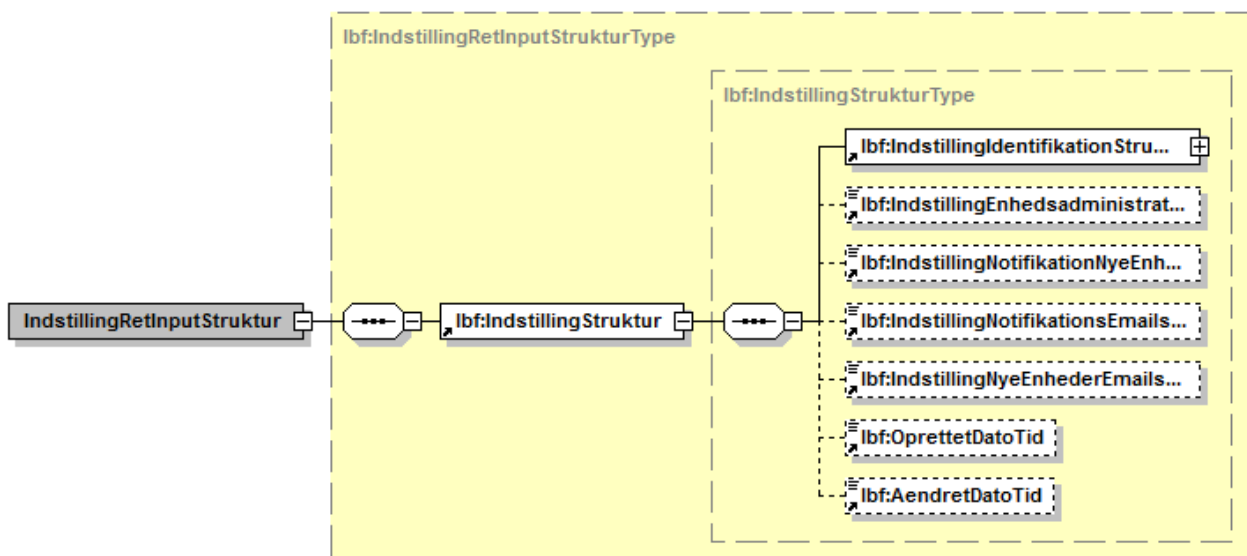 lbf:IndstillingRetInputStrukturType
lbf:IndstillingStrukturType
lbf:IndstillingIdentifikationStru...
lbf:IndstillingEnhedsadministrat...
lbf:IndstillingNotifikationNyeEnh...
IndstillingRetInputStruktur
lbf:IndstillingStruktur
lbf:IndstillingNotifikationsEmails...
lbf:IndstillingNyeEnhederEmails...
lbf:OprettetDatoTid
lbf:AendretDatoTid